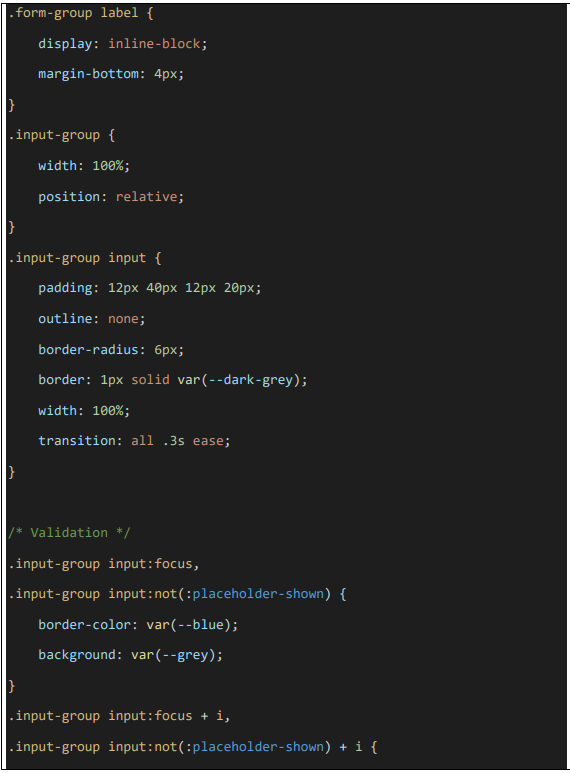 .form-group label {
display: inline-block;
margin-bottom: 4px;
}
.input-group {
width: 100%;
position: relative;
}
.input-group input {
padding: 12px 40px 12px 20px;
outline: none;
border-radius: 6px;
border: 1px solid var(--dark-grey);
width: 100%;
transition: all .3s ease;
}
/* Validation */
.input-group input:focus,
.input-group input:not(:placeholder-shown) {
border-color: var(--blue);
background: var(--grey);
}
.input-group input:focus + i,
.input-group input:not(:placeholder-shown) + i {